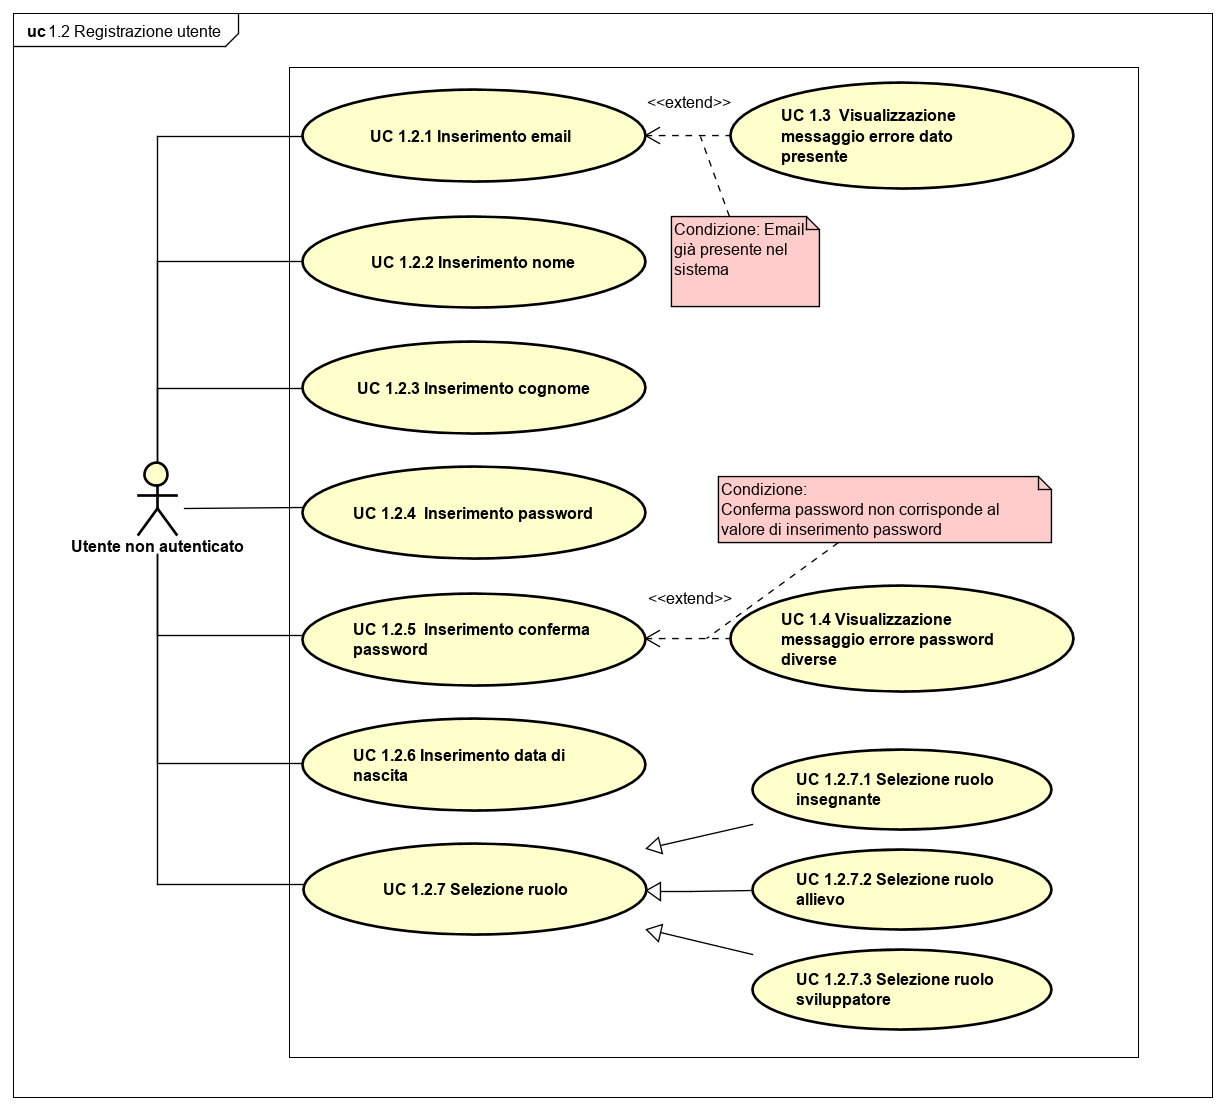 uc 1.2 Registrazione utente
UC 1.2.1 Inserimento email
<<extend>>
UC 1.3  Visualizzazione
messaggio errore dato
presente
Condizione: Email
già presente nel
sistema
UC 1.2.2 Inserimento nome
UC 1.2.3 Inserimento cognome
Utente non autenticato
UC 1.2.4  Inserimento password
Condizione:
Conferma password non corrisponde al
valore di inserimento password
UC 1.2.5  Inserimento conferma
password
<<extend>>
UC 1.4 Visualizzazione
messaggio errore password
diverse
UC 1.2.6 Inserimento data di
nascita
UC 1.2.7 Selezione ruolo
UC 1.2.7.1 Selezione ruolo
insegnante
UC 1.2.7.2 Selezione ruolo
allievo
UC 1.2.7.3 Selezione ruolo
sviluppatore